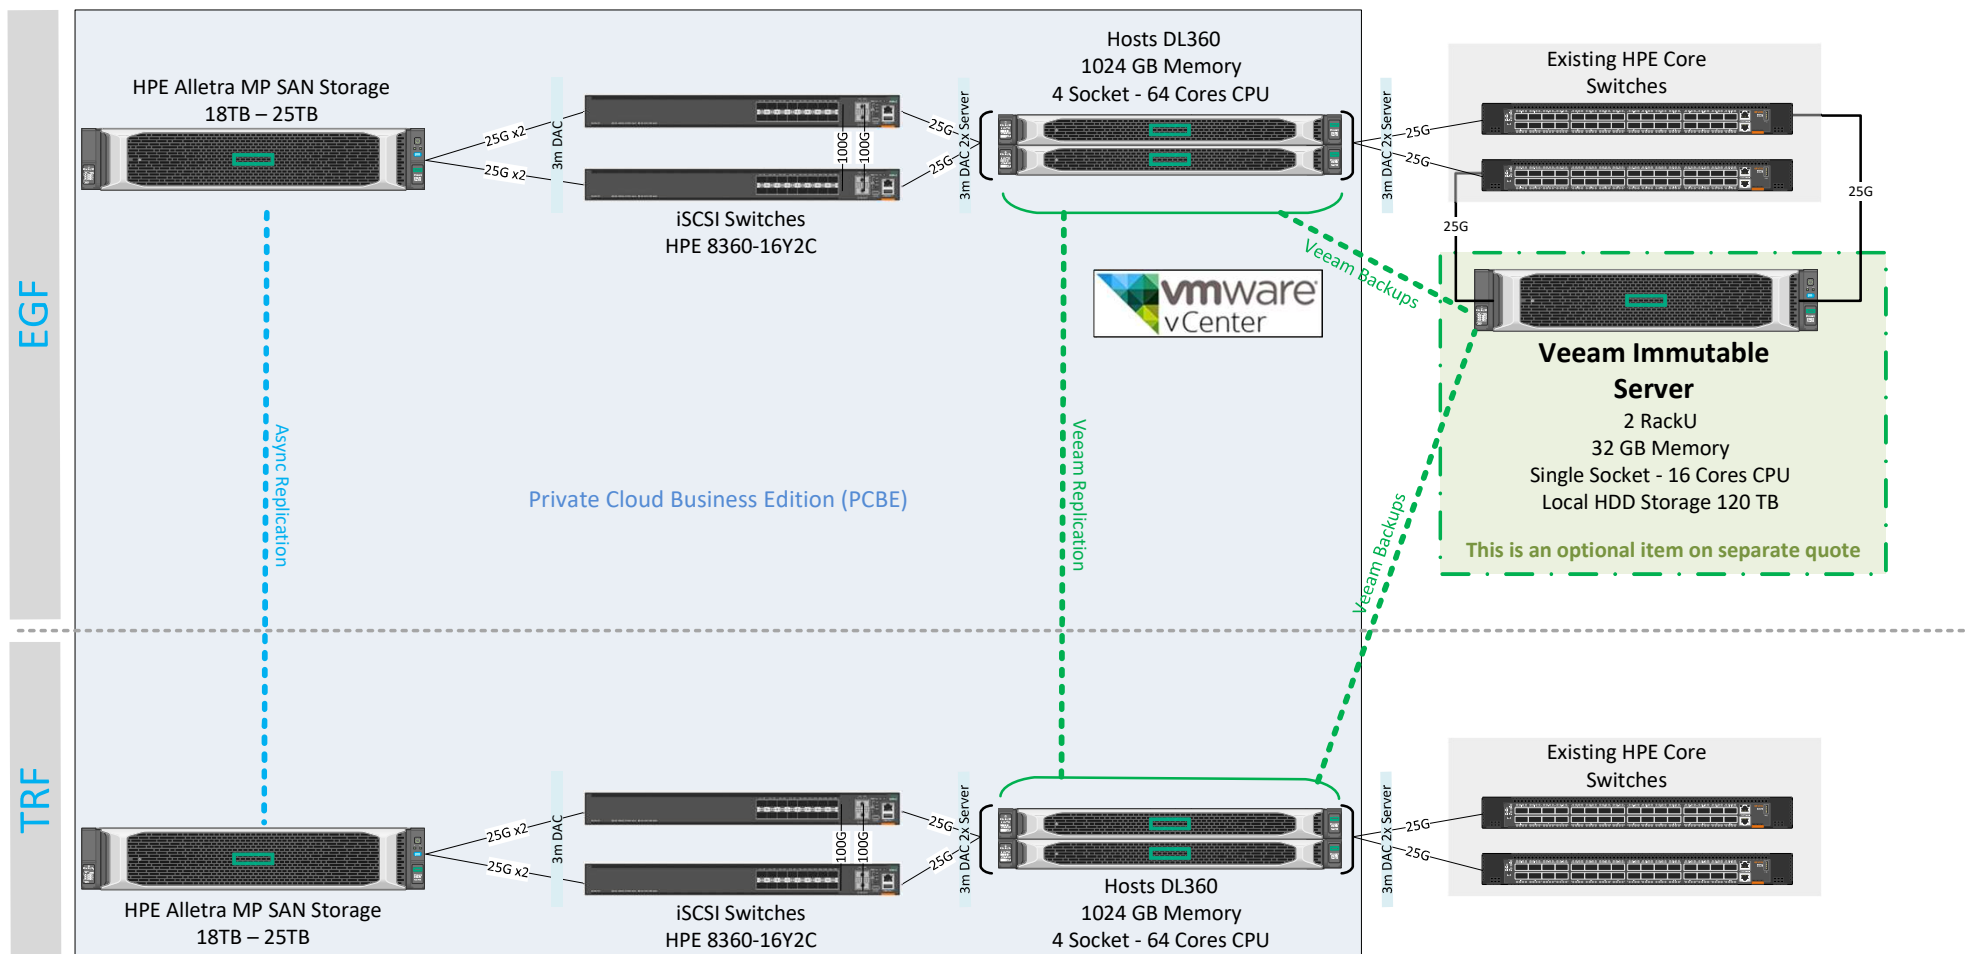 EGF
HPE Alletra MP SAN Storage
18TB – 25TB
25G x2
25G x2
3m DAC
100G
100G
iSCSI Switches
HPE 8360-16Y2C
25G
25G
3m DAC 2x Server
Hosts DL360
1024 GB Memory
4 Socket - 64 Cores CPU
3m DAC 2x Server
25G
25G
Existing HPE Core
Switches
25G
25G
vmware
vCenter
Veeam Backups
Veeam Immutable
Server
2 RackU
32 GB Memory
Single Socket - 16 Cores CPU
Local HDD Storage 120 TB
This is an optional item on separate quote
Async Replication
Private Cloud Business Edition (PCBE)
Veeam Replication
Veeam Backups
TRF
25G x2
25G x2
3m DAC
100G
100G
25G
25G
3m DAC 2x Server
3m DAC 2x Server
25G
25G
Existing HPE Core
Switches
HPE Alletra MP SAN Storage
18TB – 25TB
iSCSI Switches
HPE 8360-16Y2C
Hosts DL360
1024 GB Memory
4 Socket - 64 Cores CPU